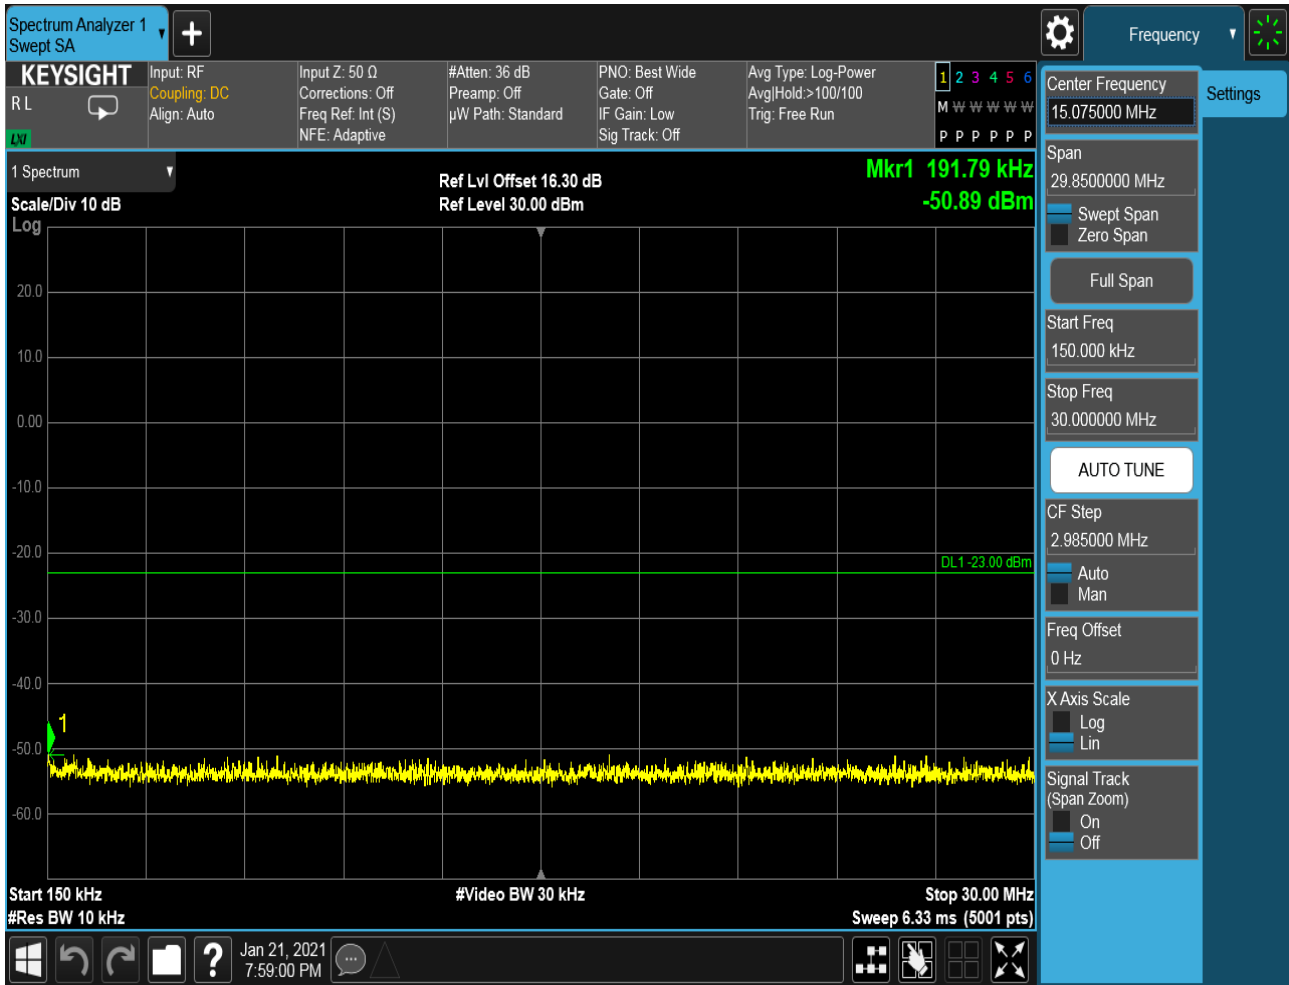 Spectrum Analyzer 1
Swept SA
Frequency
KEYSIGHT
R L
LXI
Input: RF
Coupling: DC
Align: Auto
Input Z: 50 Ω
Corrections: Off
Freq Ref: Int (S)
NFE: Adaptive
#Atten: 36 dB
Preamp: Off
µW Path: Standard
PNO: Best Wide
Gate: Off
IF Gain: Low
Sig Track: Off
Avg Type: Log-Power
Avg|Hold:>100/100
Trig: Free Run
1 2 3 4 5 6
M W W W W W
P P P P P P
1 Spectrum
Scale/Div 10 dB
Log
Ref Lvl Offset 16.30 dB
Ref Level 30.00 dBm
Mkr1 191.79 kHz
-50.89 dBm
20.0
10.0
0.00
-10.0
-20.0
DL1 -23.00 dBm
-30.0
-40.0
1
-50.0
-60.0
Start 150 kHz
#Res BW 10 kHz
#Video BW 30 kHz
Stop 30.00 MHz
Sweep 6.33 ms (5001 pts)
?
Jan 21, 2021
7:59:00 PM
Center Frequency
15.075000 MHz
Settings
Span
29.8500000 MHz
Swept Span
Zero Span
Full Span
Start Freq
150.000 kHz
Stop Freq
30.000000 MHz
AUTO TUNE
CF Step
2.985000 MHz
Auto
Man
Freq Offset
0 Hz
X Axis Scale
Log
Lin
Signal Track
(Span Zoom)
On
Off